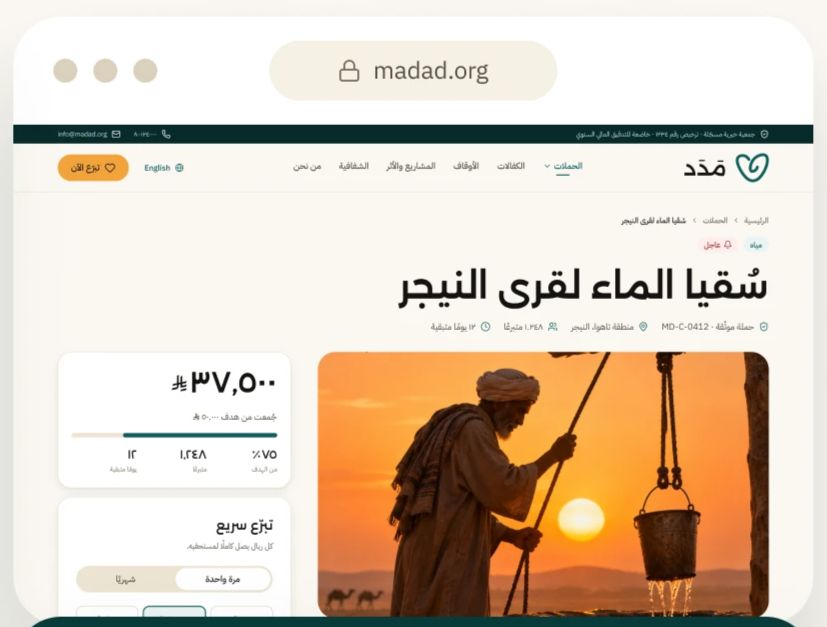 madad.org
جمعية خيرية مسجّلة · ترخيص رقم ١٢٣٤ · خاضعة للتدقيق المالي السنوي
٨٠٠١٢٤٠٠٠٠ info@madad.org
مَدَد
الحملات الكفالات الأوقاف المشاريع والأثر الشفافية من نحن English تبرّع الآن
الرئيسية الحملات سُقيا الماء لقرى النيجر
مياه عاجل
سُقيا الماء لقرى النيجر
حملة موثّقة · MD-C-0412 منطقة تاهوا، النيجر ١,٢٤٨ متبرعًا ١٢ يومًا متبقية
٣٧,٥٠٠
جُمعت من هدف ٥٠,٠٠٠
٧٥٪ ١,٢٤٨ ١٢
من الهدف متبرعًا يومًا متبقية
تبرّع سريع
كل ريال يصل كاملًا لمستحقيه.
مرة واحدة شهريًا